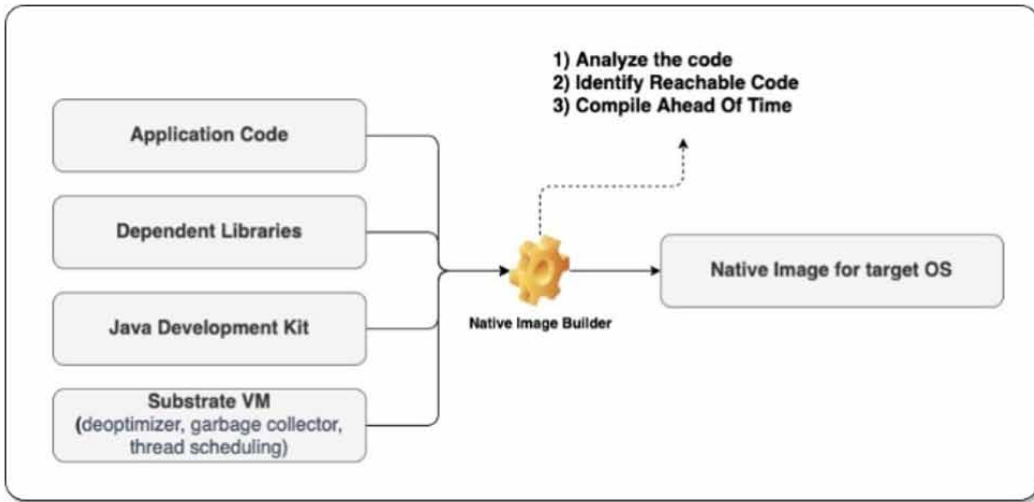 1) Analyze the code
2) Identify Reachable Code
3) Compile Ahead Of Time
Application Code
Dependent Libraries
Java Development Kit
Substrate VM
(deoptimizer, garbage collector,
thread scheduling)
Native Image Builder
Native Image for target OS